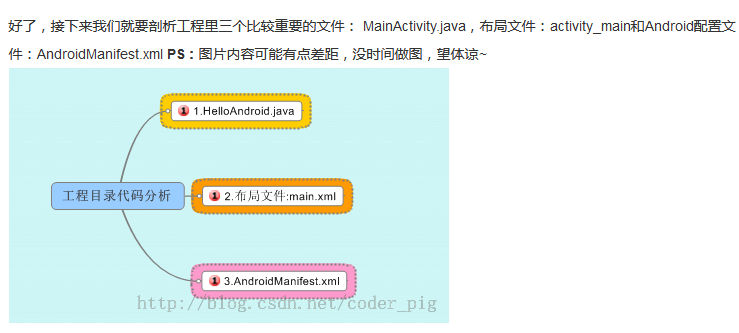 好了，接下来我们就要剖析工程里三个比较重要的文件： MainActivity.java，布局文件：activity_main和Android配置文
件：AndroidManifest.xml PS：图片内容可能有点差距，没时间做图，望体谅~
1 1.HelloAndroid.java
工程目录代码分析
1 2.布局文件:main.xml
1 3.AndroidManifest.xml
http://blog.csdn.net/coder_pig